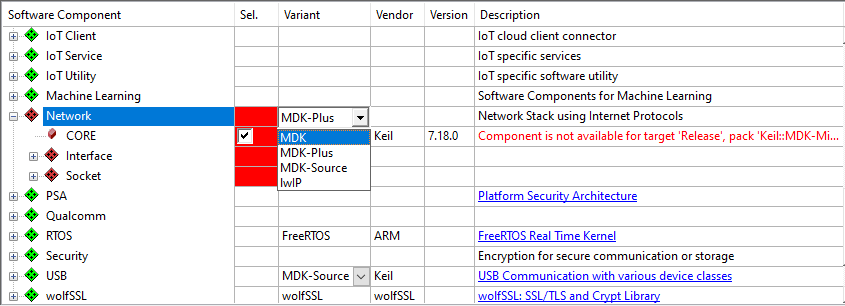 Software Component Sel. Variant Vendor Version Description
IoT Client IoT cloud client connector
IoT Service IoT specific services
IoT Utility IoT specific software utility
Machine Learning Software Components for Machine Learning
Network MDK-Plus Network Stack using Internet Protocols
CORE MDK Keil 7.18.0 Component is not available for target 'Release', pack 'Keil::MDK-Mi...
Interface MDK-Plus
Socket MDK-Source
lwIP
PSA Platform Security Architecture
Qualcomm
RTOS FreeRTOS ARM FreeRTOS Real Time Kernel
Security Encryption for secure communication or storage
USB MDK-Source Keil USB Communication with various device classes
wolfSSL wolfSSL wolfSSL wolfSSL: SSL/TLS and Crypt Library